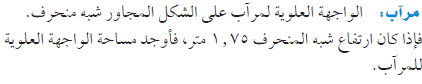 مرآب: الواجهة العلوية لمرآب على الشكل المجاور شبه منحرف.
فإذا كان ارتفاع شبه المنحرف ١,٧٥ متر، فأوجد مساحة الواجهة العلوية
للمرآب.